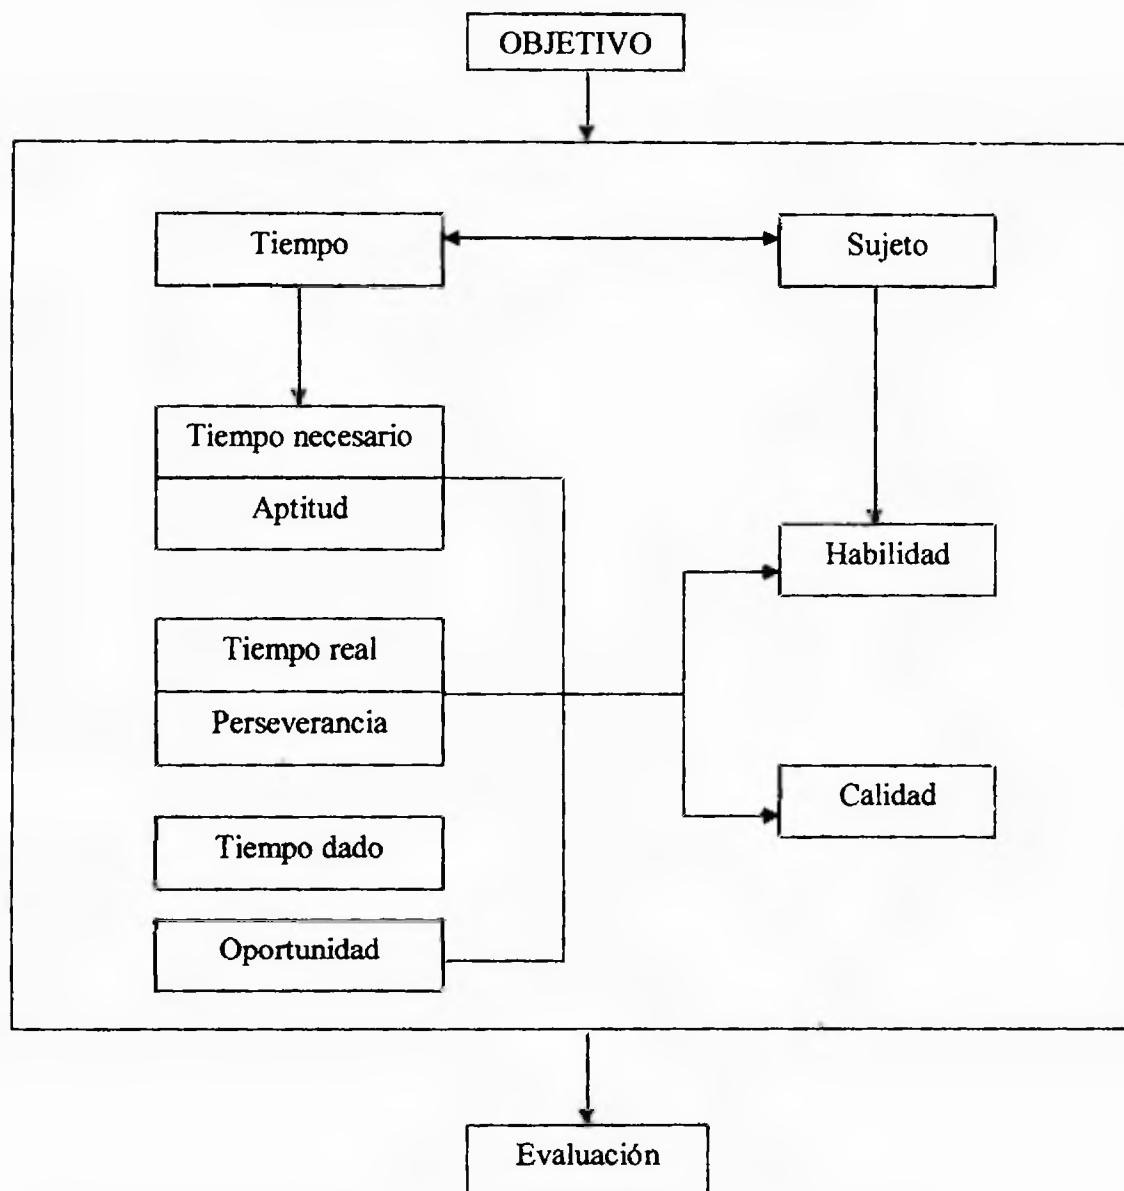 OBJETIVO
Tiempo
Sujeto
Tiempo necesario
Aptitud
Habilidad
Tiempo real
Perseverancia
Calidad
Tiempo dado
Oportunidad
Evaluación